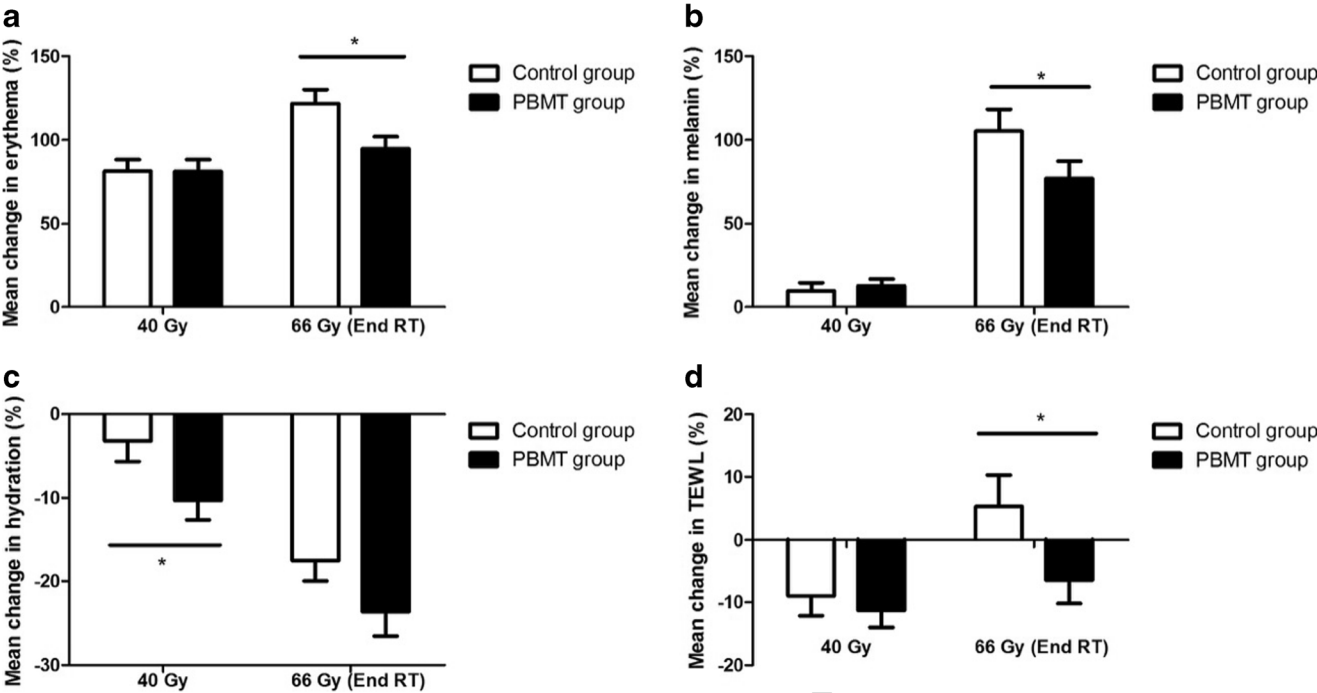 a
Mean change in erythema (%)
150
100
50
0
*
40 Gy
66 Gy (End RT)
Control group
PBMT group
b
Mean change in melanin (%)
150
100
50
0
*
40 Gy
66 Gy (End RT)
Control group
PBMT group
c
Mean change in hydration (%)
0
-10
-20
-30
*
40 Gy
66 Gy (End RT)
Control group
PBMT group
d
Mean change in TEWL (%)
20
10
0
-10
-20
*
40 Gy
66 Gy (End RT)
Control group
PBMT group